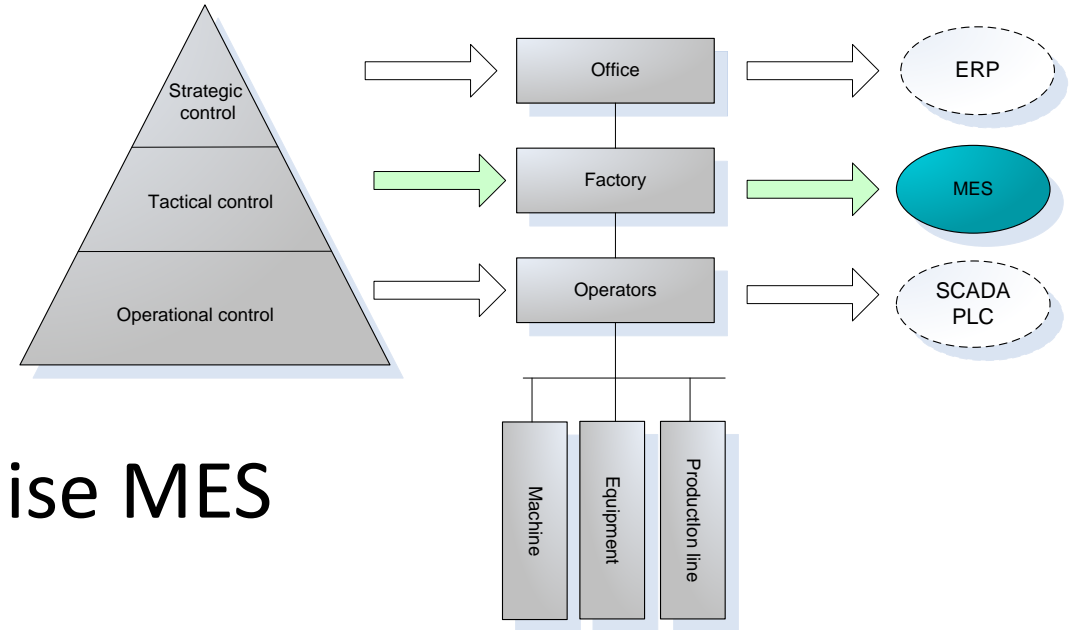 Strategic
control
Office
ERP
Tactical control
Factory
MES
Operational control
Operators
SCADA
PLC
ise MES
Machine
Equipment
ProductIon line